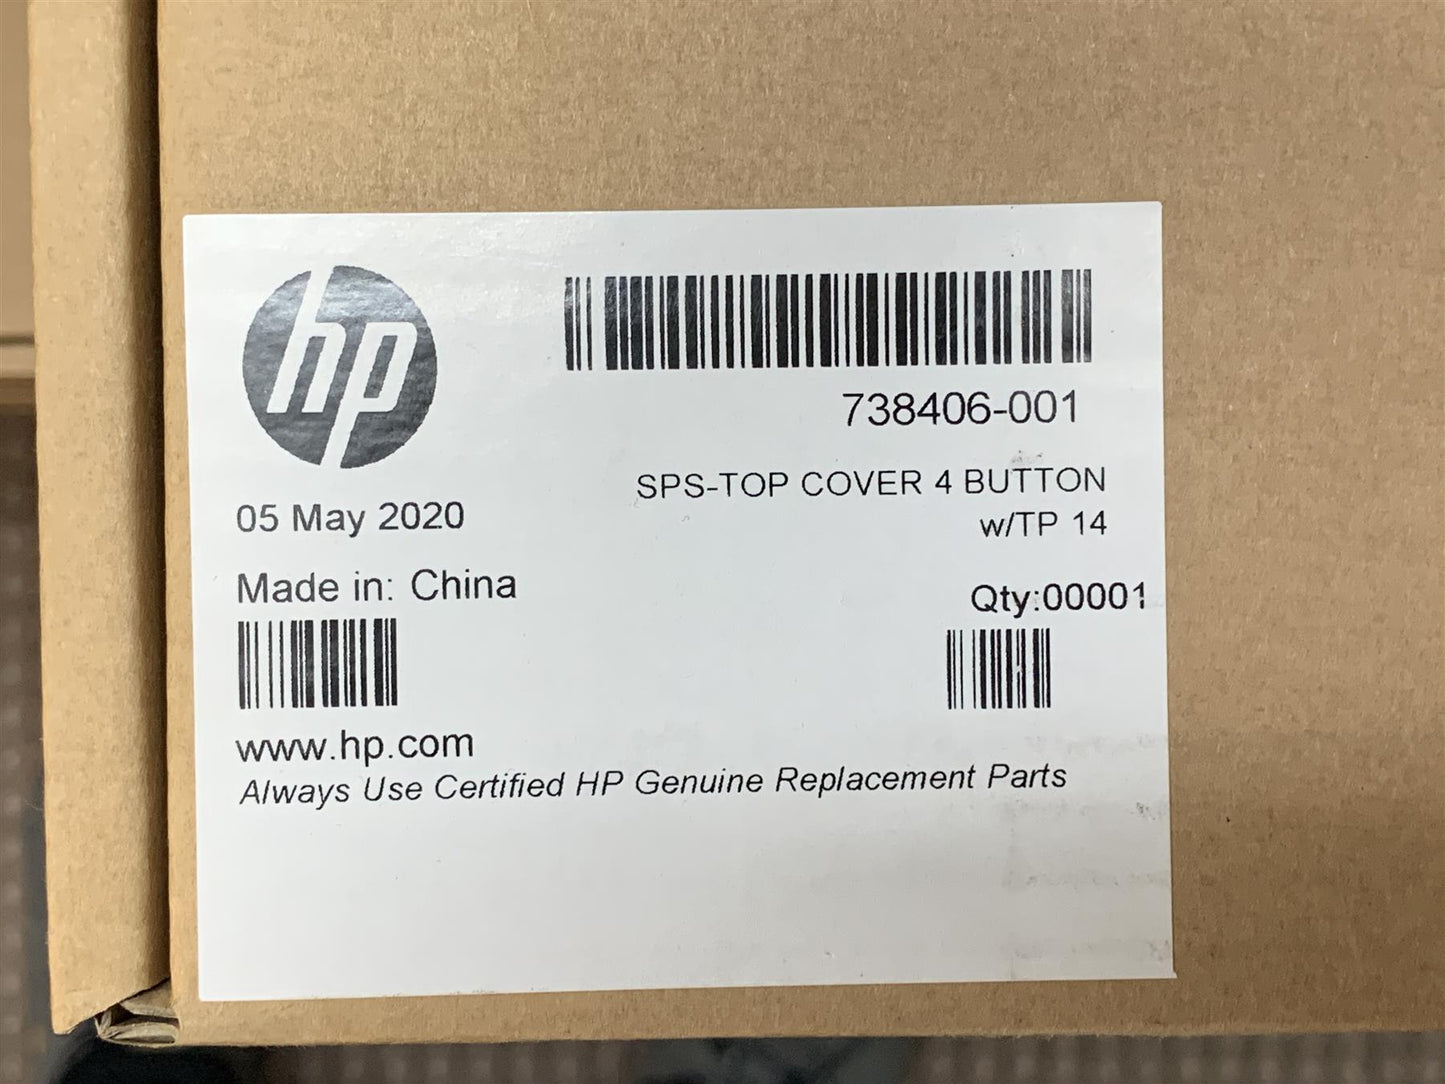 hp
738406-001
SPS-TOP COVER 4 BUTTON
w/TP 14
05 May 2020
Made in: China
Qty:00001
www.hp.com
Always Use Certified HP Genuine Replacement Parts